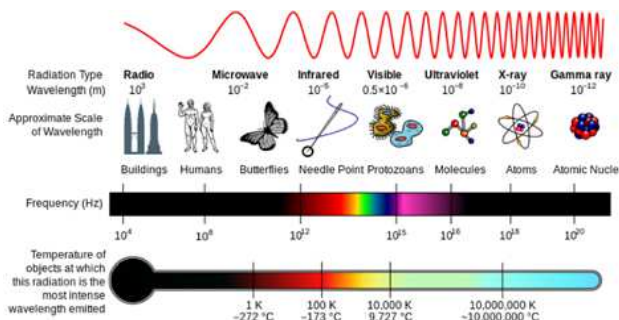 Radiation Type Radio Microwave Infrared Visible Ultraviolet X-ray Gamma ray
Wavelength (m) 10³ 10⁻² 10⁻⁵ 0.5×10⁻⁶ 10⁻⁸ 10⁻¹⁰ 10⁻¹²
Approximate Scale
of Wavelength
Buildings Humans Butterflies Needle Point Protozoans Molecules Atoms Atomic Nucle
Frequency (Hz)
10⁴ 10⁸ 10¹² 10¹⁵ 10¹⁶ 10¹⁸ 10²⁰
Temperature of
objects at which
this radiation is the
most intense
wavelength emitted
1 K 100 K 10,000 K 10,000,000 K
−272 °C −173 °C 9,727 °C ~10,000,000 °C